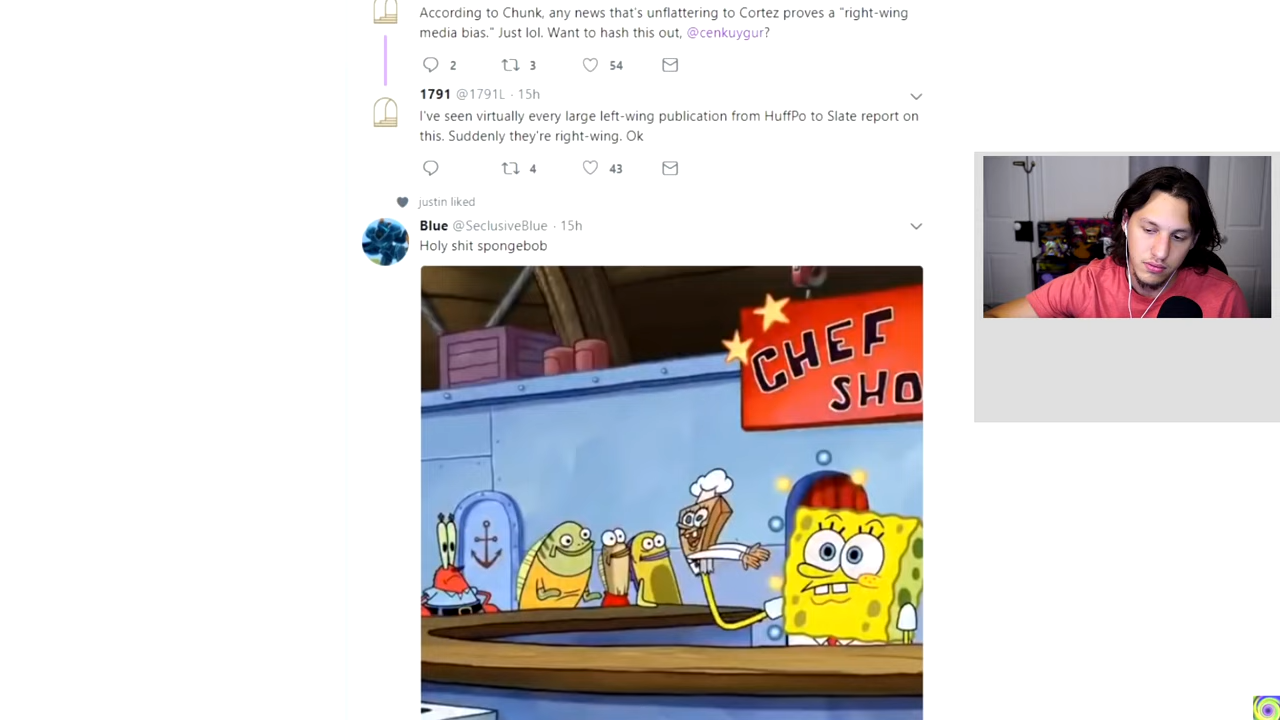 According to Chunk, any news that's unflattering to Cortez proves a "right-wing
media bias." Just lol. Want to hash this out, @cenkuygur?
2 3 54
1791 @1791L · 15h
I've seen virtually every large left-wing publication from HuffPo to Slate report on
this. Suddenly they're right-wing. Ok
4 43
justin liked
Blue @SeclusiveBlue · 15h
Holy shit spongebob
CHEF
SHO